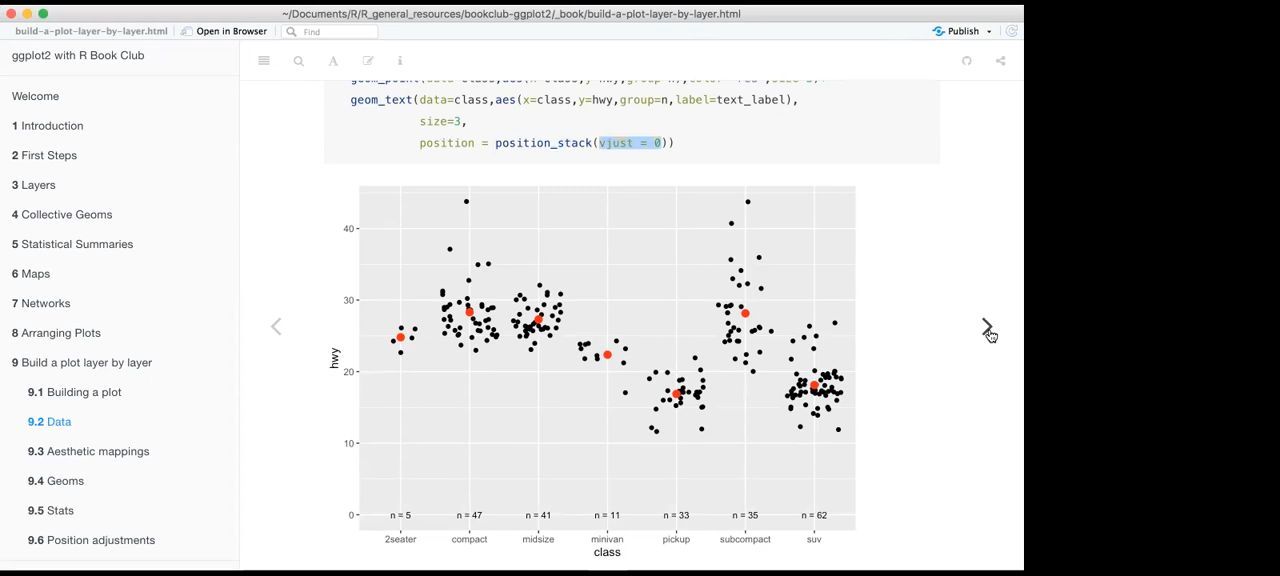 ~/Documents/R/R_general_resources/bookclub-ggplot2/_book/build-a-plot-layer-by-layer.html
build-a-plot-layer-by-layer.html Open in Browser Find Publish
ggplot2 with R Book Club
Welcome
1 Introduction
2 First Steps
3 Layers
4 Collective Geoms
5 Statistical Summaries
6 Maps
7 Networks
8 Arranging Plots
9 Build a plot layer by layer
9.1 Building a plot
9.2 Data
9.3 Aesthetic mappings
9.4 Geoms
9.5 Stats
9.6 Position adjustments
geom_text(data=class,aes(x=class,y=hwy,group=n,label=text_label),
size=3,
position = position_stack(vjust = 0))
hwy
40
30
20
10
0
n = 5 n = 47 n = 41 n = 11 n = 33 n = 35 n = 62
2seater compact midsize minivan pickup subcompact suv
class